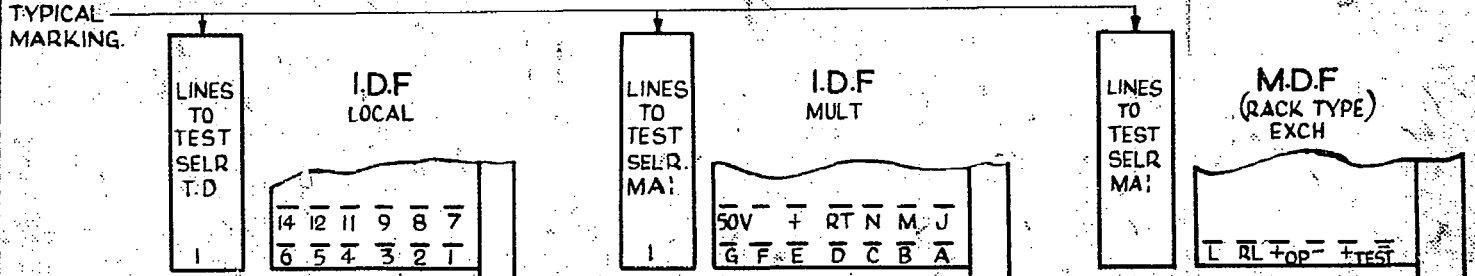 TYPICAL
MARKING.
LINES
TO
TEST
SELR
T.D
1
I.D.F
LOCAL
14 12 11 9 8 7
6 5 4 3 2 1
LINES
TO
TEST
SELR.
MA1
1
I.D.F
MULT
50V - + RT N M J
G F E D C B A
LINES
TO
TEST
SELR
MA1
M.D.F
(RACK TYPE)
EXCH
L RL + OP - + TEST =